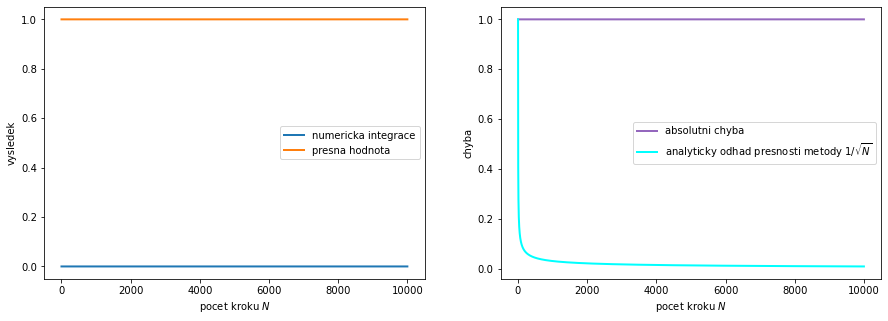 1.0
0.8
0.6
0.4
0.2
0.0
vysledek
numericka integrace
presna hodnota
0 2000 4000 6000 8000 10000
pocet kroku N
1.0
0.8
0.6
0.4
0.2
0.0
chyba
absolutni chyba
analyticky odhad presnosti metody 1/√N
0 2000 4000 6000 8000 10000
pocet kroku N